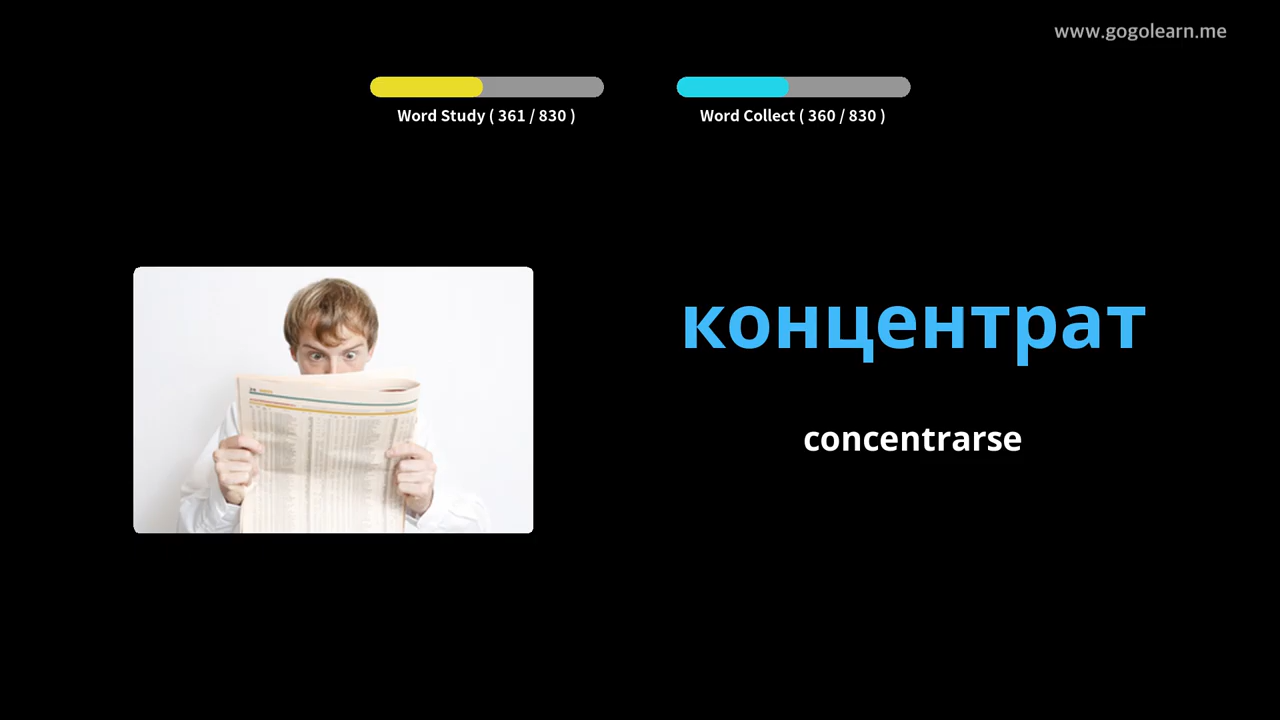 www.gogolearn.me
Word Study ( 361 / 830 )
Word Collect ( 360 / 830 )
концентрат
concentrarse